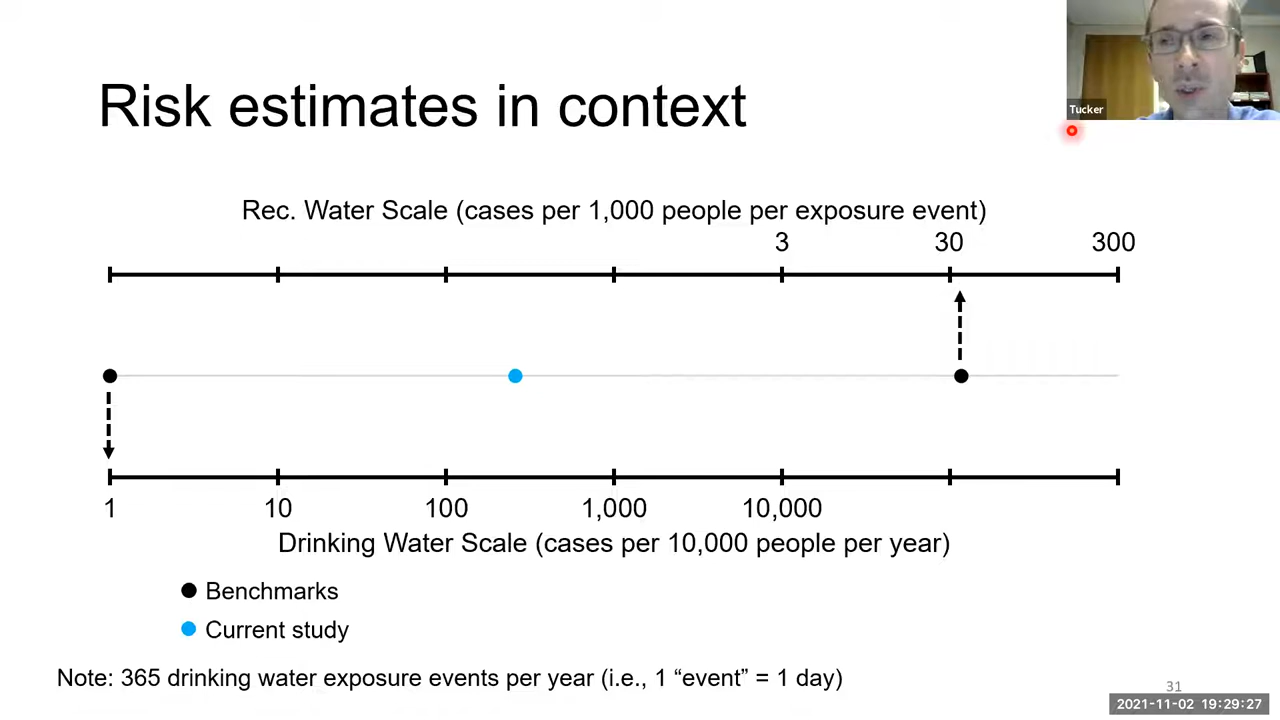 Tucker
Risk estimates in context
Rec. Water Scale (cases per 1,000 people per exposure event)
3 30 300
1 10 100 1,000 10,000
Drinking Water Scale (cases per 10,000 people per year)
Benchmarks
Current study
Note: 365 drinking water exposure events per year (i.e., 1 “event” = 1 day)
31
2021-11-02 19:29:27